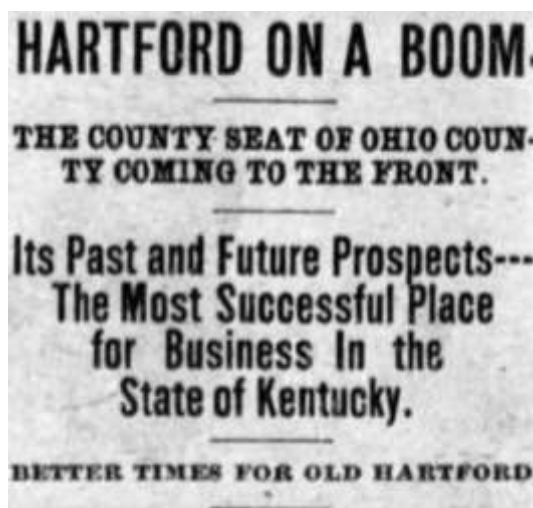 HARTFORD ON A BOOM.
THE COUNTY SEAT OF OHIO COUN-
TY COMING TO THE FRONT.
Its Past and Future Prospects---
The Most Successful Place
for Business In the
State of Kentucky.
BETTER TIMES FOR OLD HARTFORD